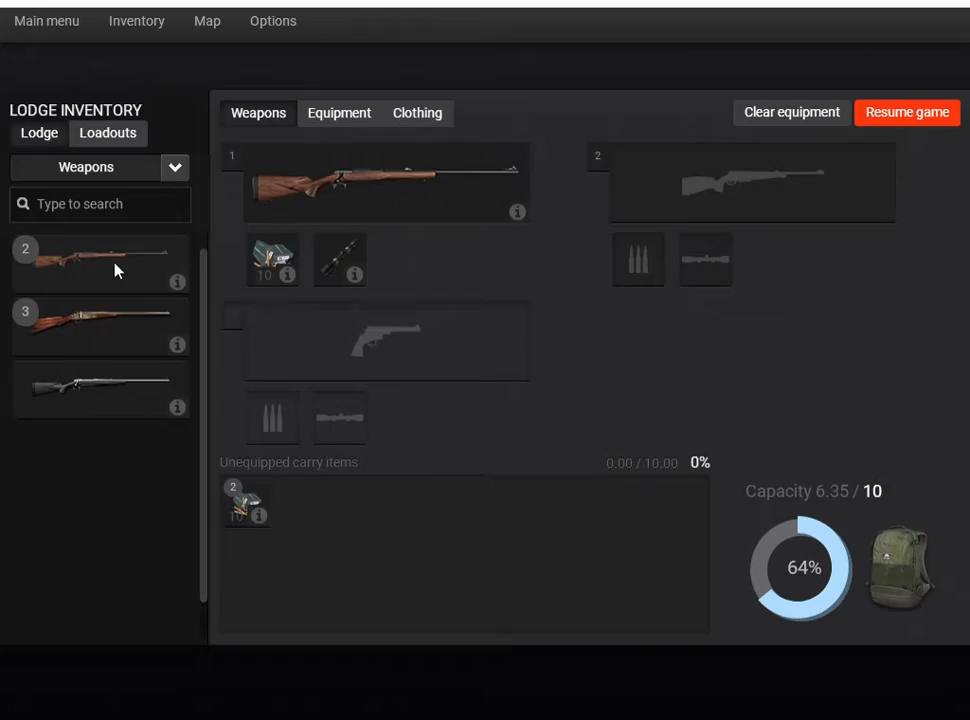 Main menu Inventory Map Options
LODGE INVENTORY
Lodge Loadouts
Weapons
Type to search
2
3
Weapons Equipment Clothing
Clear equipment Resume game
1
2
10
Unequipped carry items 0.00 / 10.00 0%
2
10
Capacity 6.35 / 10
64%